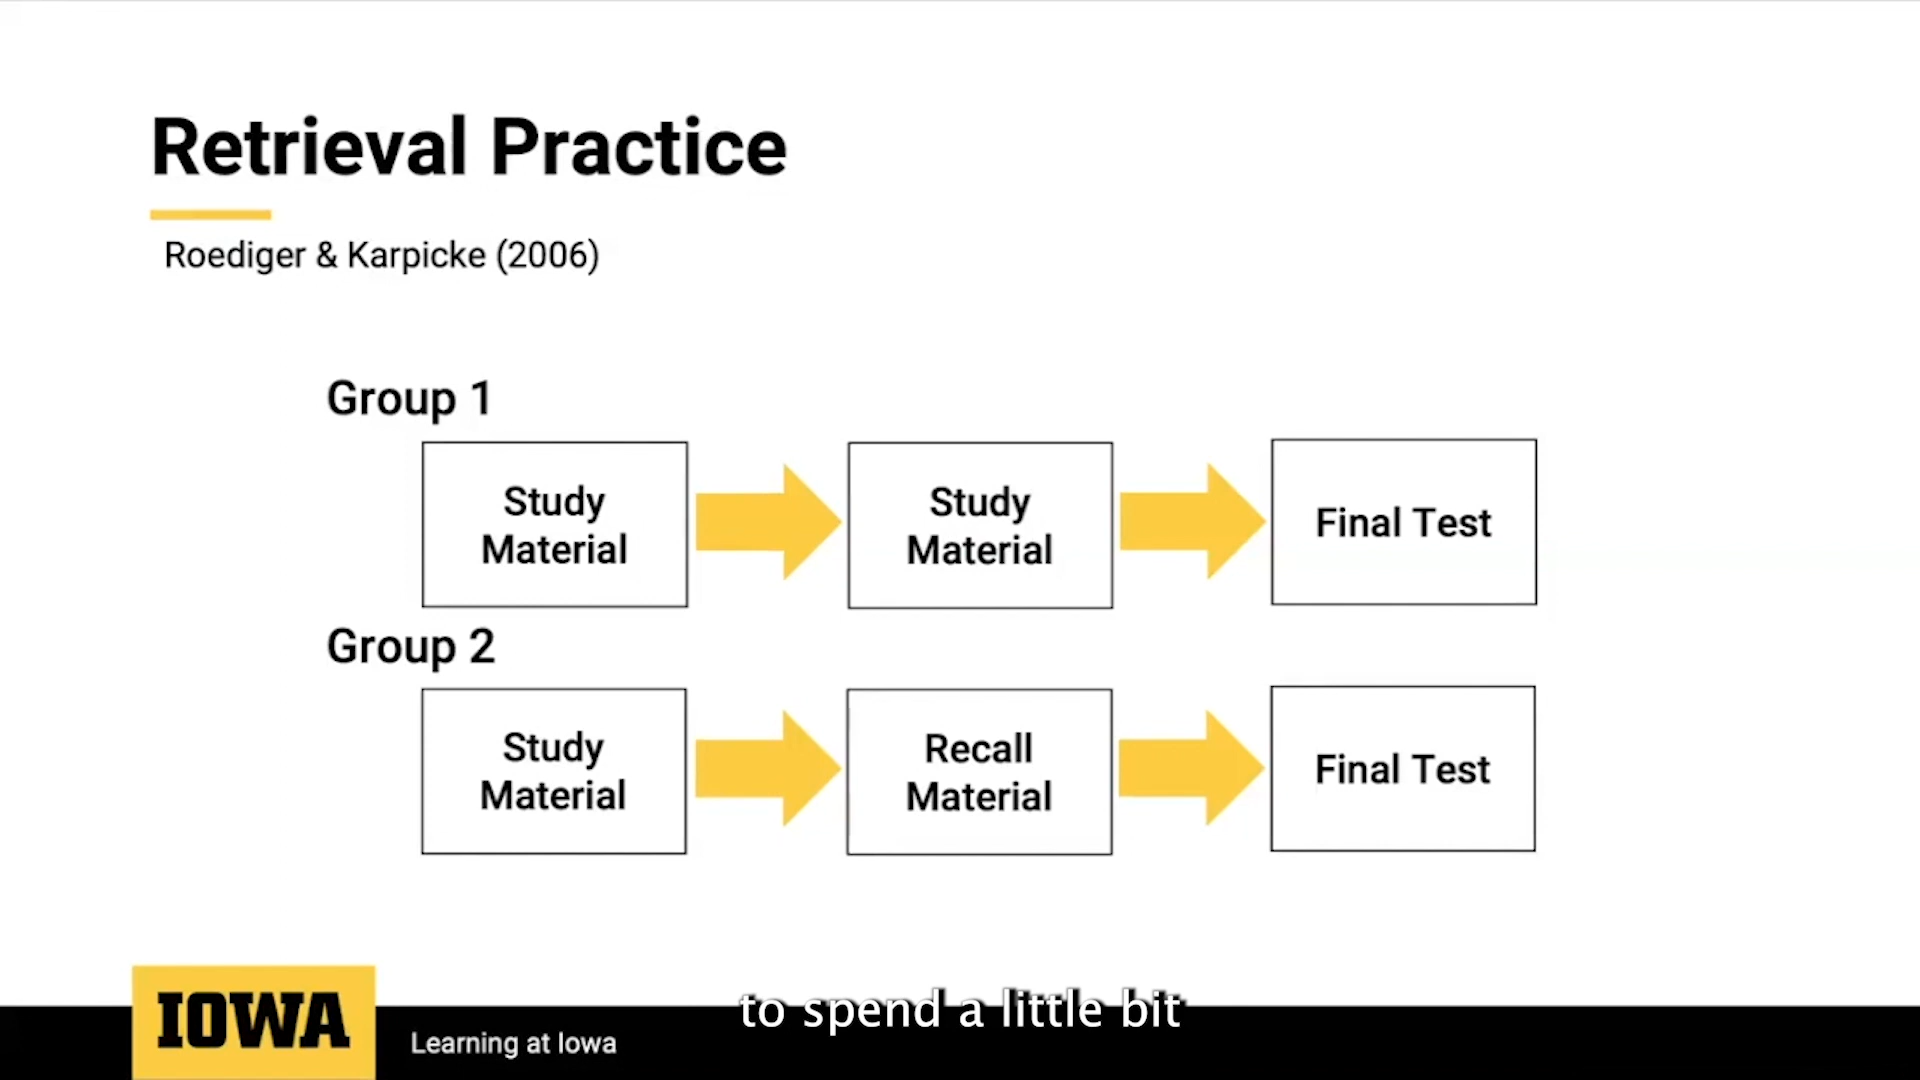 Retrieval Practice
Roediger & Karpicke (2006)
Group 1
Study
Material
Study
Material
Final Test
Group 2
Study
Material
Recall
Material
Final Test
to spend a little bit
IOWA
Learning at Iowa